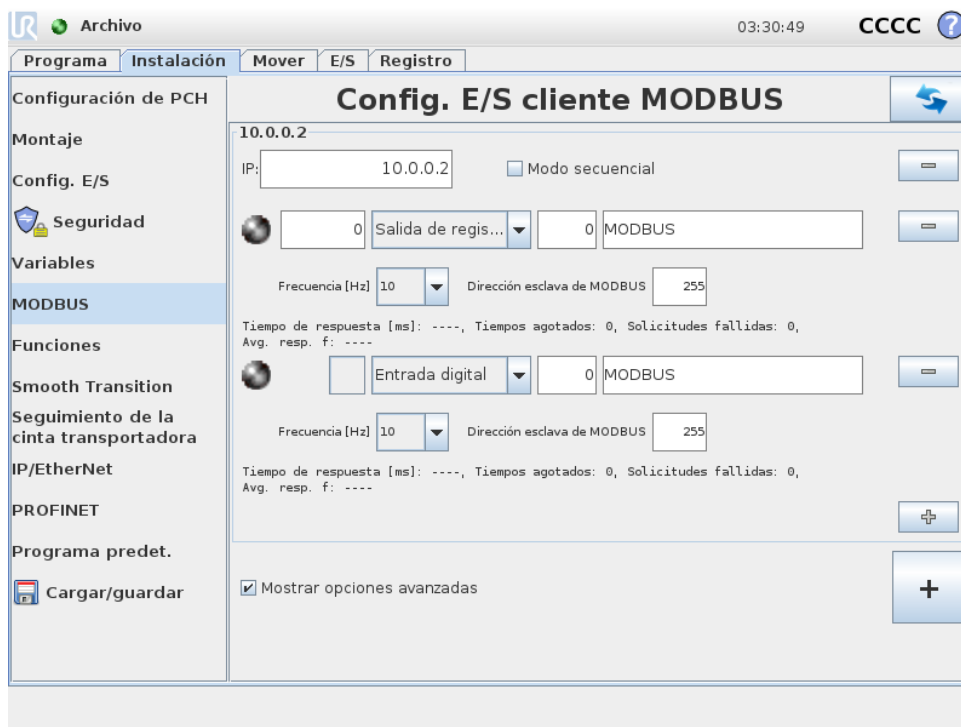 UR Archivo 03:30:49 CCCC ?
Programa Instalación Mover E/S Registro
Configuración de PCH
Montaje
Config. E/S
Seguridad
Variables
MODBUS
Funciones
Smooth Transition
Seguimiento de la
cinta transportadora
IP/EtherNet
PROFINET
Programa predet.
Cargar/guardar
Config. E/S cliente MODBUS
10.0.0.2
IP: 10.0.0.2 Modo secuencial
0 Salida de regis... 0 MODBUS
Frecuencia [Hz] 10 Dirección esclava de MODBUS 255
Tiempo de respuesta [ms]: ----, Tiempos agotados: 0, Solicitudes fallidas: 0,
Avg. resp. f: ----
Entrada digital 0 MODBUS
Frecuencia [Hz] 10 Dirección esclava de MODBUS 255
Tiempo de respuesta [ms]: ----, Tiempos agotados: 0, Solicitudes fallidas: 0,
Avg. resp. f: ----
Mostrar opciones avanzadas +